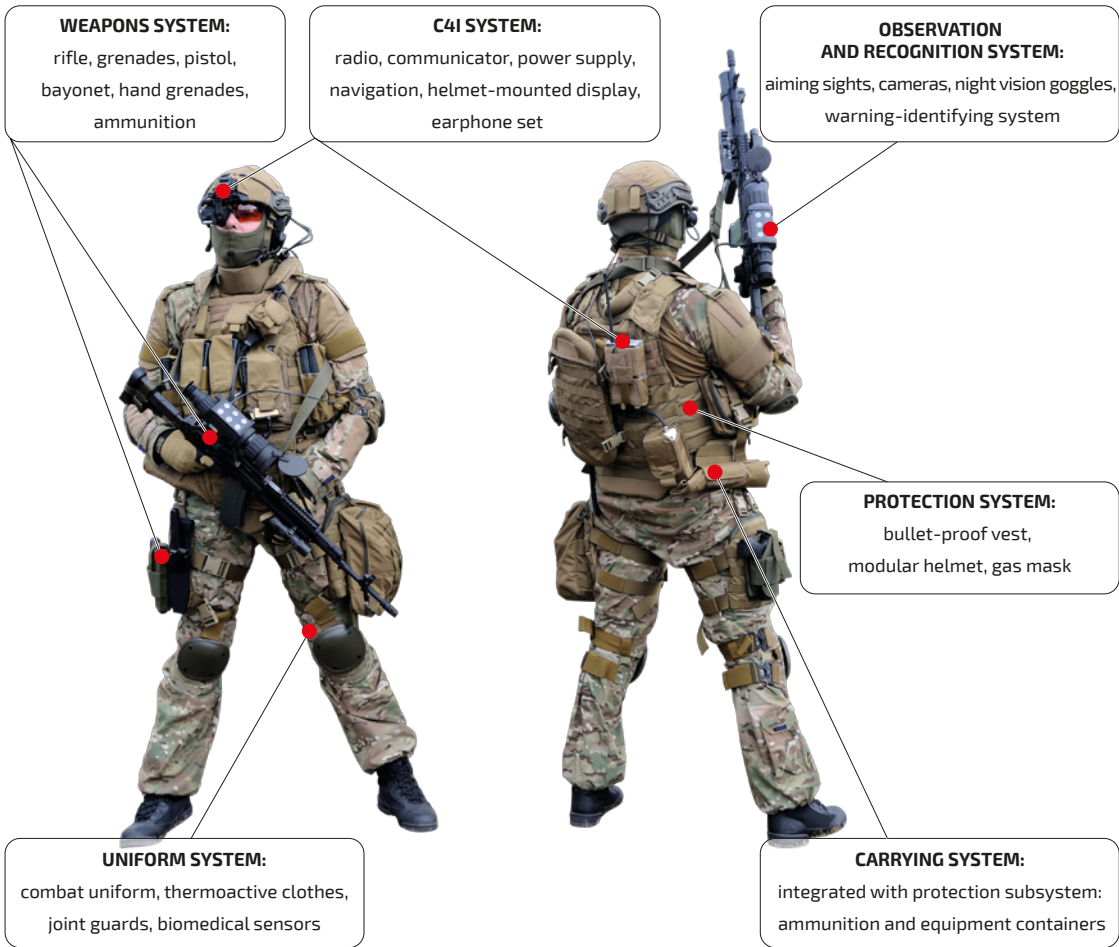 WEAPONS SYSTEM:
rifle, grenades, pistol,
bayonet, hand grenades,
ammunition
C4I SYSTEM:
radio, communicator, power supply,
navigation, helmet-mounted display,
earphone set
OBSERVATION
AND RECOGNITION SYSTEM:
aiming sights, cameras, night vision goggles,
warning-identifying system
PROTECTION SYSTEM:
bullet-proof vest,
modular helmet, gas mask
UNIFORM SYSTEM:
combat uniform, thermoactive clothes,
joint guards, biomedical sensors
CARRYING SYSTEM:
integrated with protection subsystem:
ammunition and equipment containers